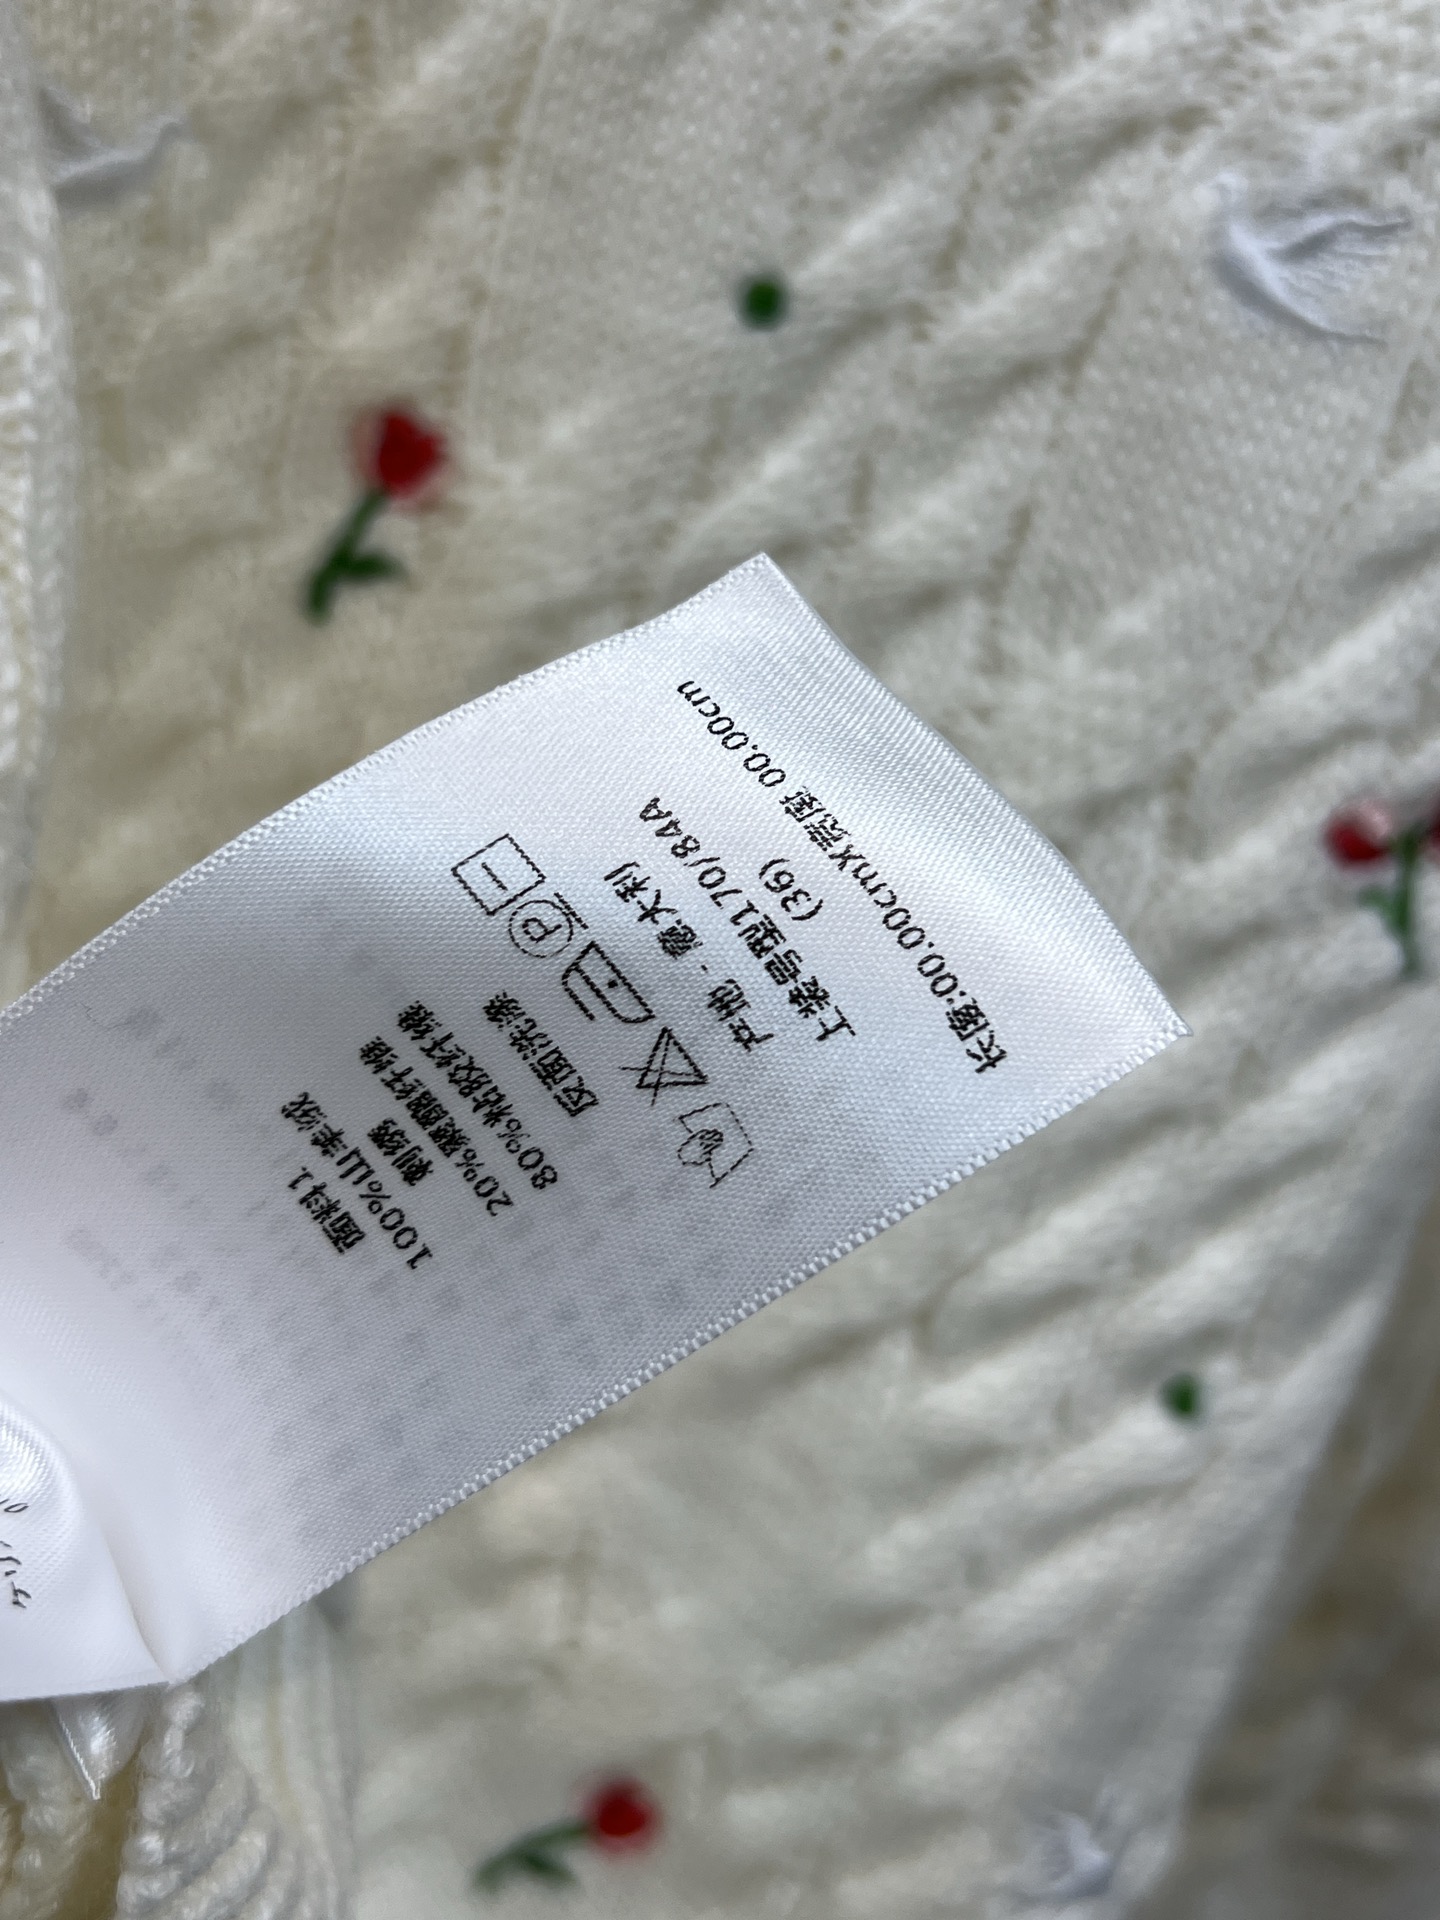 面料1
100%山羊绒
刺绣
20%聚酯纤维
80%粘胶纤维
反面洗涤
P
产地 - 意大利
上装号型170/84A
(36)
长度:00.00cmX宽度 00.00cm